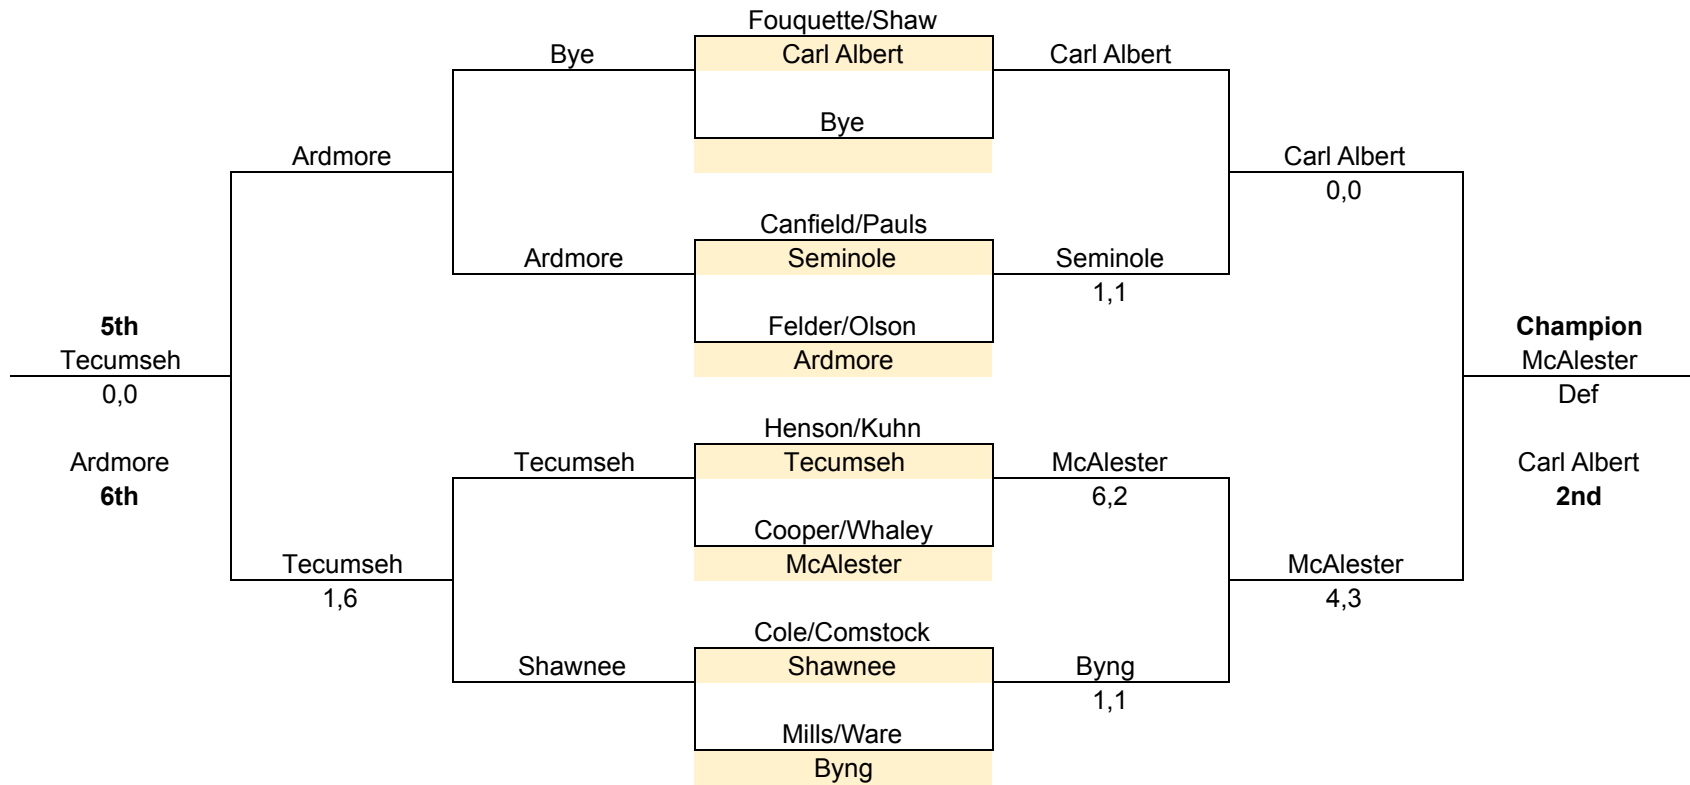 Fouquette/Shaw
Bye Carl Albert Carl Albert
Bye
Ardmore Carl Albert
0,0
Canfield/Pauls
Ardmore Seminole Seminole
1,1
5th Felder/Olson Champion
Tecumseh Ardmore McAlester
0,0 Def
Henson/Kuhn
Ardmore Tecumseh Tecumseh McAlester Carl Albert
6th 6,2 2nd
Cooper/Whaley
Tecumseh McAlester McAlester
1,6 4,3
Cole/Comstock
Shawnee Shawnee Byng
1,1
Mills/Ware
Byng